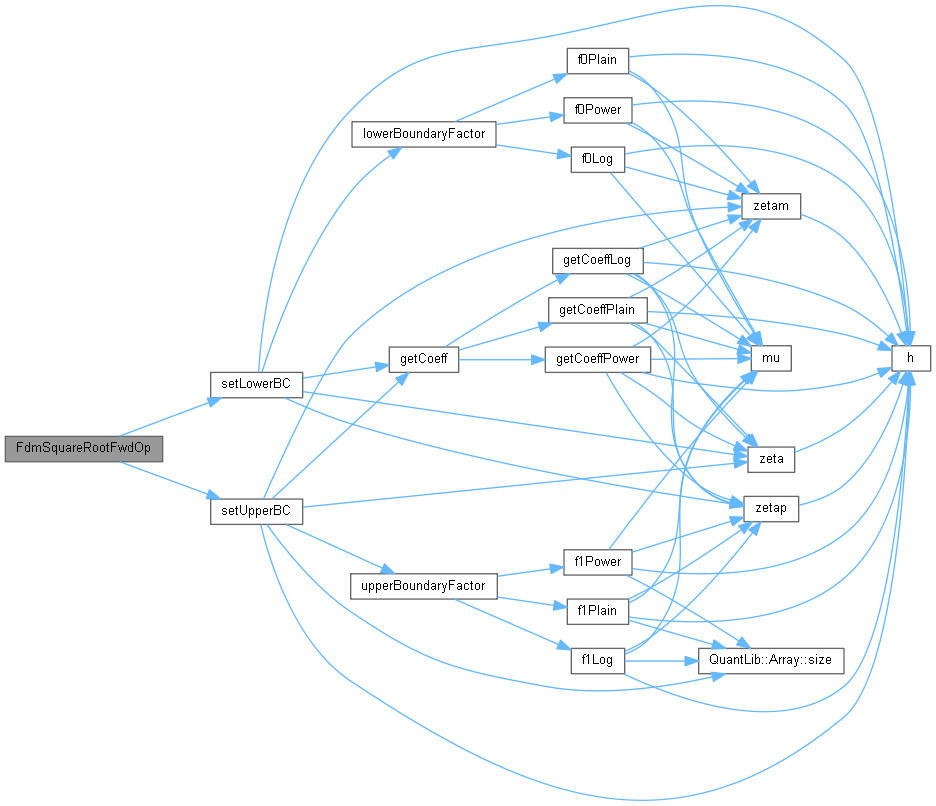 f0Plain
f0Power
lowerBoundaryFactor
f0Log
zetam
getCoeffLog
getCoeffPlain
getCoeff
getCoeffPower
mu
h
setLowerBC
FdmSquareRootFwdOp
zeta
setUpperBC
zetap
f1Power
upperBoundaryFactor
f1Plain
f1Log
QuantLib::Array::size